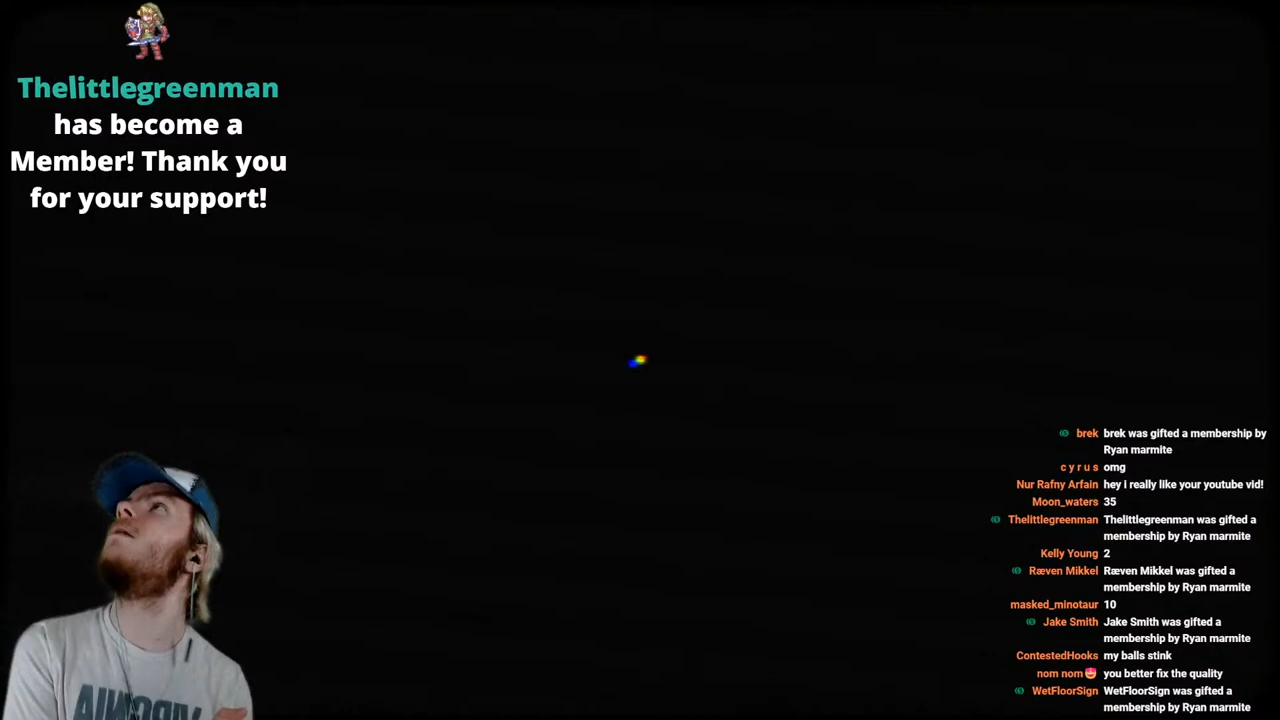 Thelittlegreenman
has become a
Member! Thank you
for your support!
brek brek was gifted a membership by
Ryan marmite
c y r u s omg
Nur Rafny Arfain hey i really like your youtube vid!
Moon_waters 35
Thelittlegreenman Thelittlegreenman was gifted a
membership by Ryan marmite
Kelly Young 2
Ræven Mikkel Ræven Mikkel was gifted a
membership by Ryan marmite
masked_minotaur 10
Jake Smith Jake Smith was gifted a
membership by Ryan marmite
ContestedHooks my balls stink
nom nom😍 you better fix the quality
WetFloorSign WetFloorSign was gifted a
membership by Ryan marmite